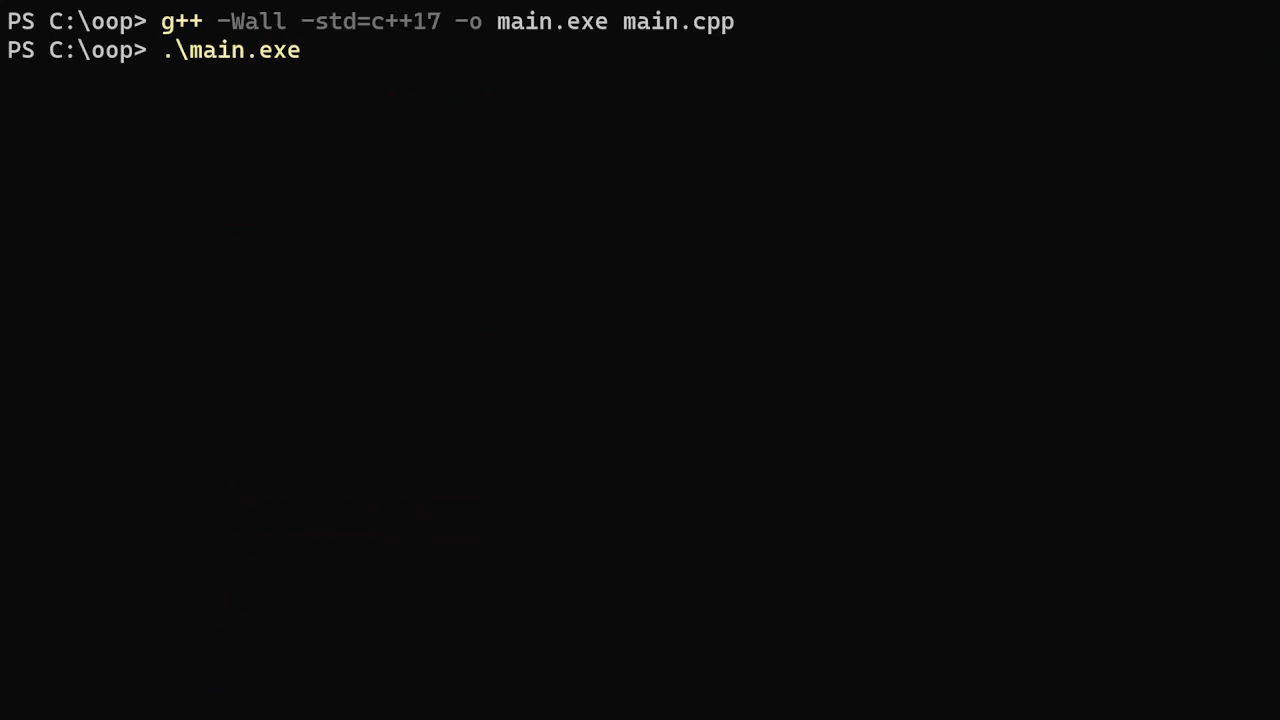 PS C:\oop> g++ -Wall -std=c++17 -o main.exe main.cpp
PS C:\oop> .\main.exe